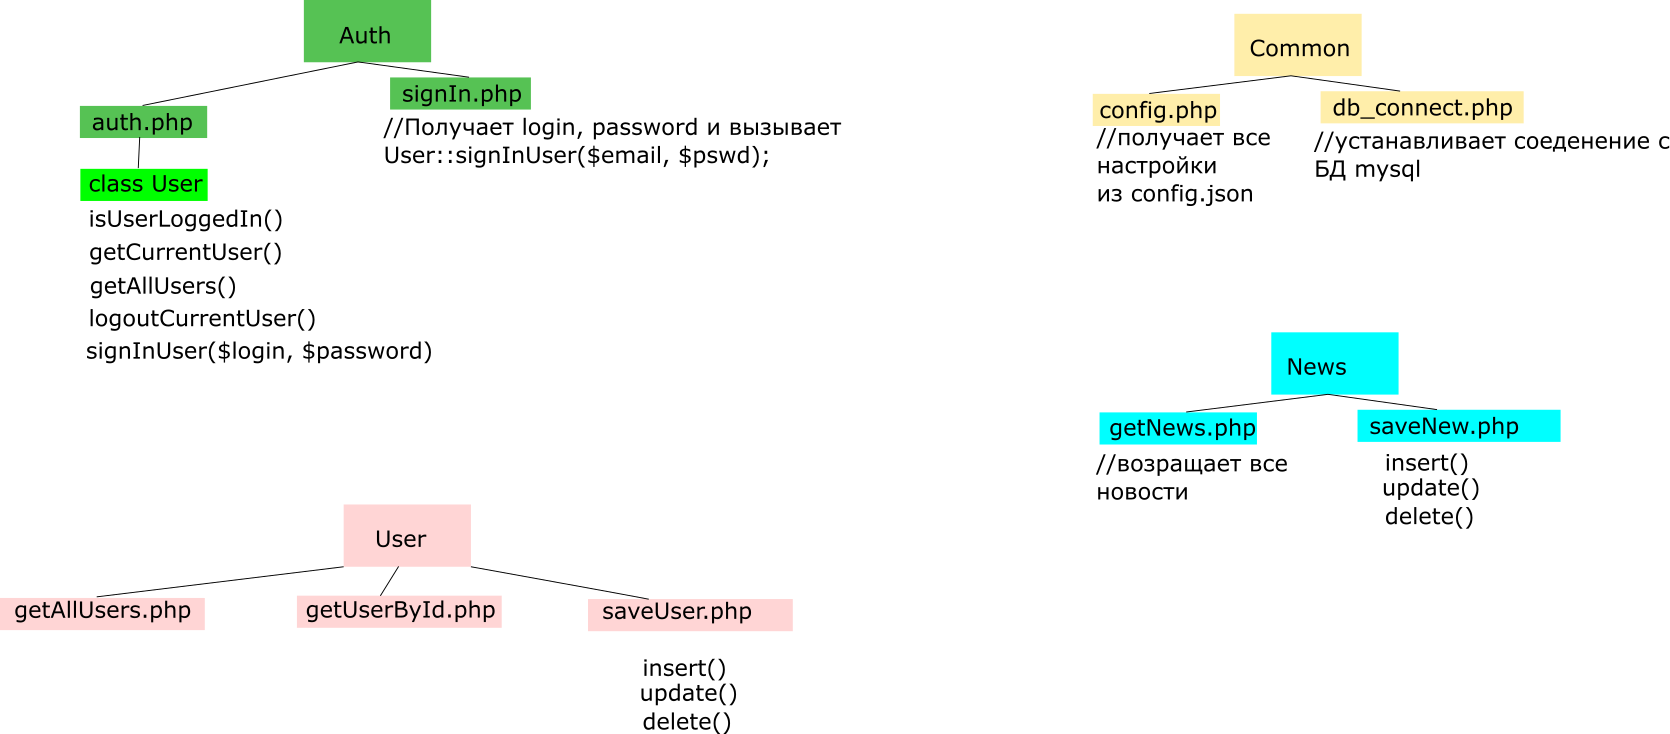 Auth
signIn.php
//Получает login, password и вызывает
User::signInUser($email, $pswd);
auth.php
class User
isUserLoggedIn()
getCurrentUser()
getAllUsers()
logoutCurrentUser()
signInUser($login, $password)
Common
config.php
//получает все
настройки
из config.json
db_connect.php
//устанавливает соеденение с
БД mysql
News
getNews.php
//возращает все
новости
saveNew.php
insert()
update()
delete()
User
getAllUsers.php
getUserById.php
saveUser.php
insert()
update()
delete()